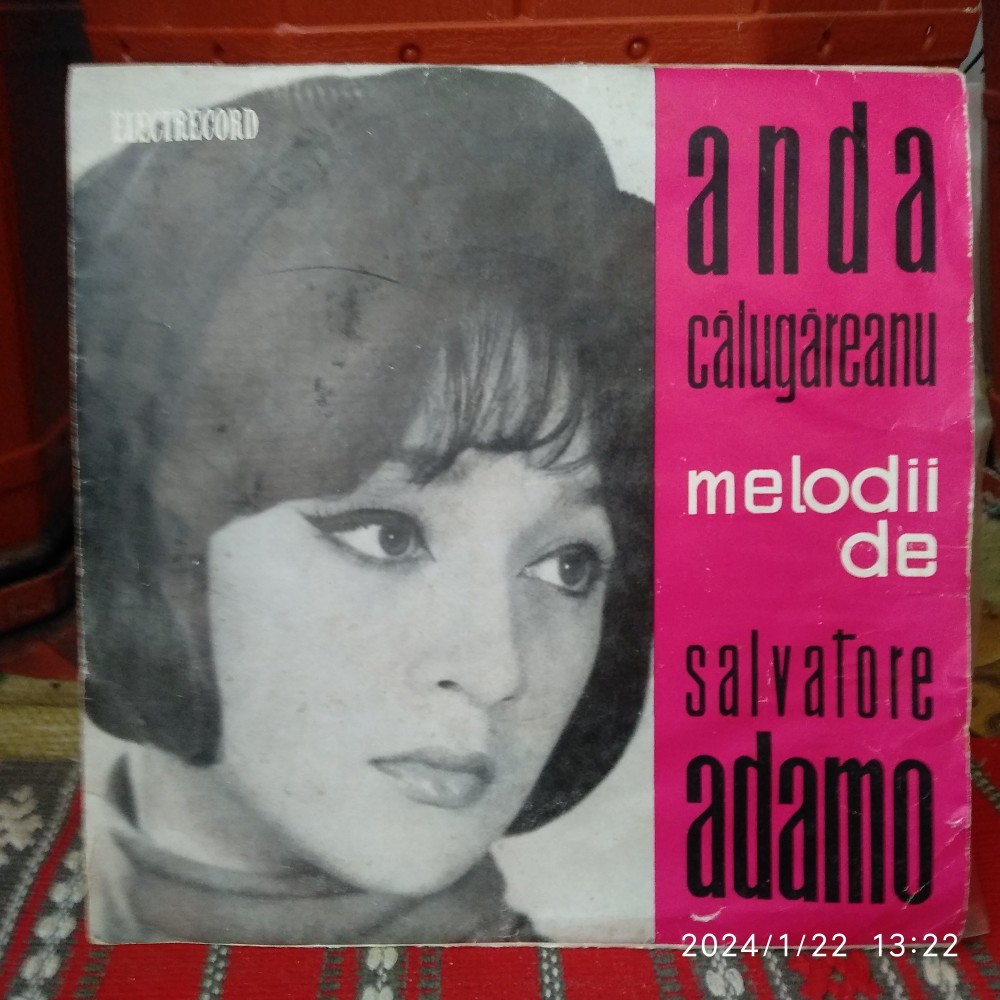 ELECTRECORD
anda
călugăreanu
melodii
de
salvatore
adamo
2024/1/22 13:22